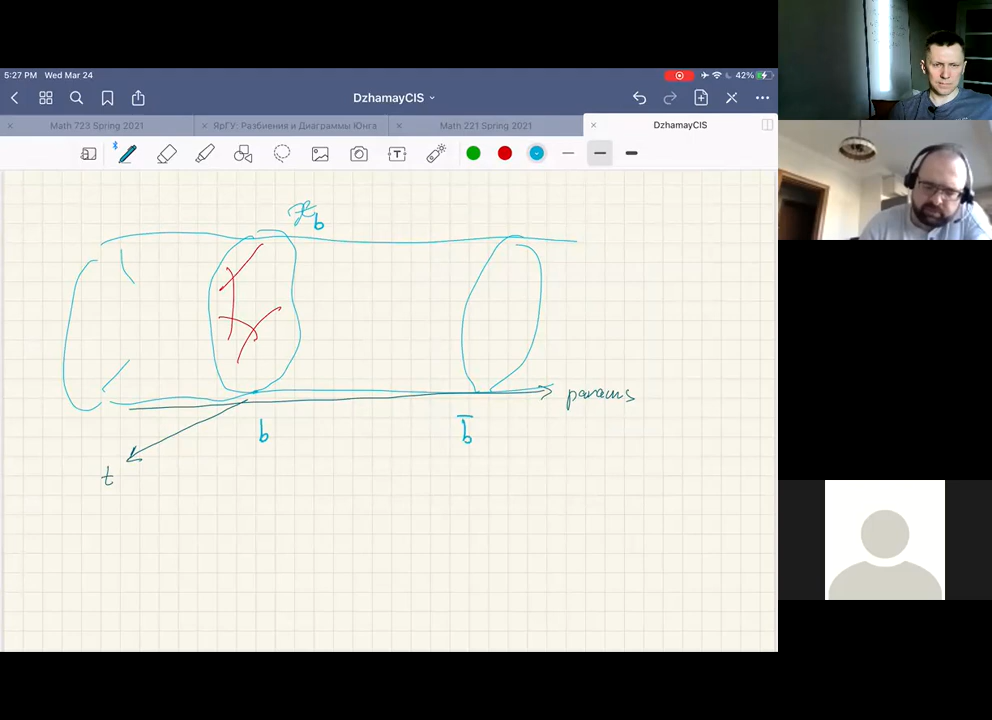 5:27 PM Wed Mar 24
42%
DzhamayCIS
Math 723 Spring 2021
ЯрГУ: Разбиения и Диаграммы Юнга
Math 221 Spring 2021
DzhamayCIS
T
𝒳_b
params
b
b̄
t